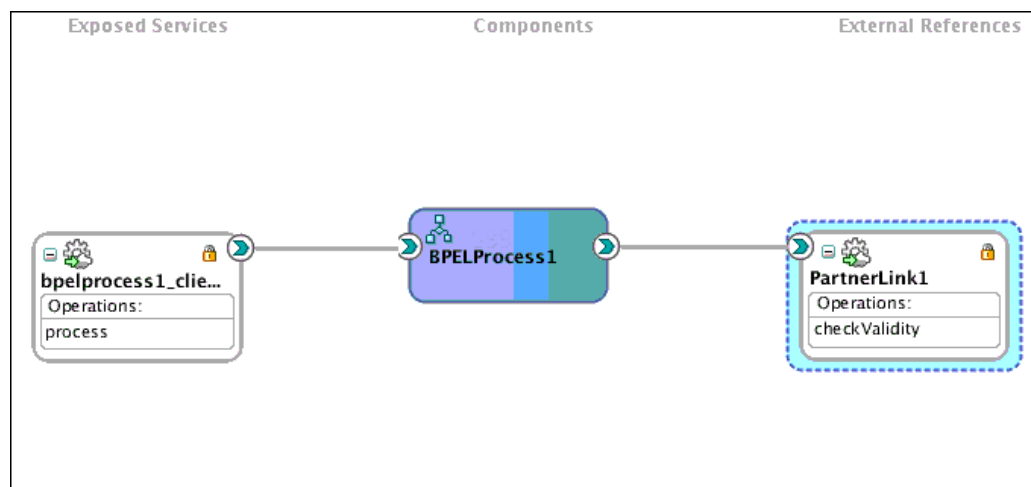 Exposed Services
Components
External References
bpelprocess1_clie...
Operations:
process
BPELProcess1
PartnerLink1
Operations:
checkValidity